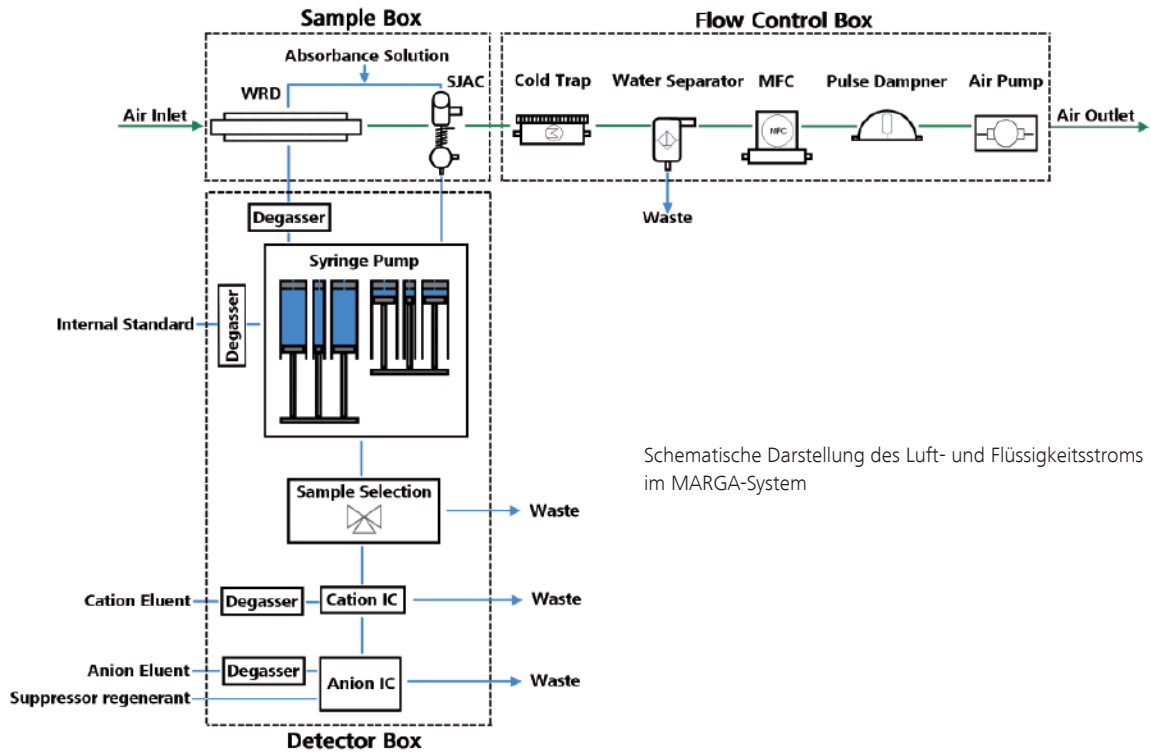 Sample Box
Flow Control Box
Absorbance Solution
WRD
SJAC
Cold Trap
Water Separator
MFC
Pulse Dampner
Air Pump
Air Inlet
MFC
Air Outlet
Waste
Degasser
Syringe Pump
Internal Standard
Degasser
Schematische Darstellung des Luft- und Flüssigkeitsstroms
im MARGA-System
Sample Selection
Waste
Cation Eluent
Degasser
Cation IC
Waste
Anion Eluent
Degasser
Anion IC
Waste
Suppressor regenerant
Detector Box